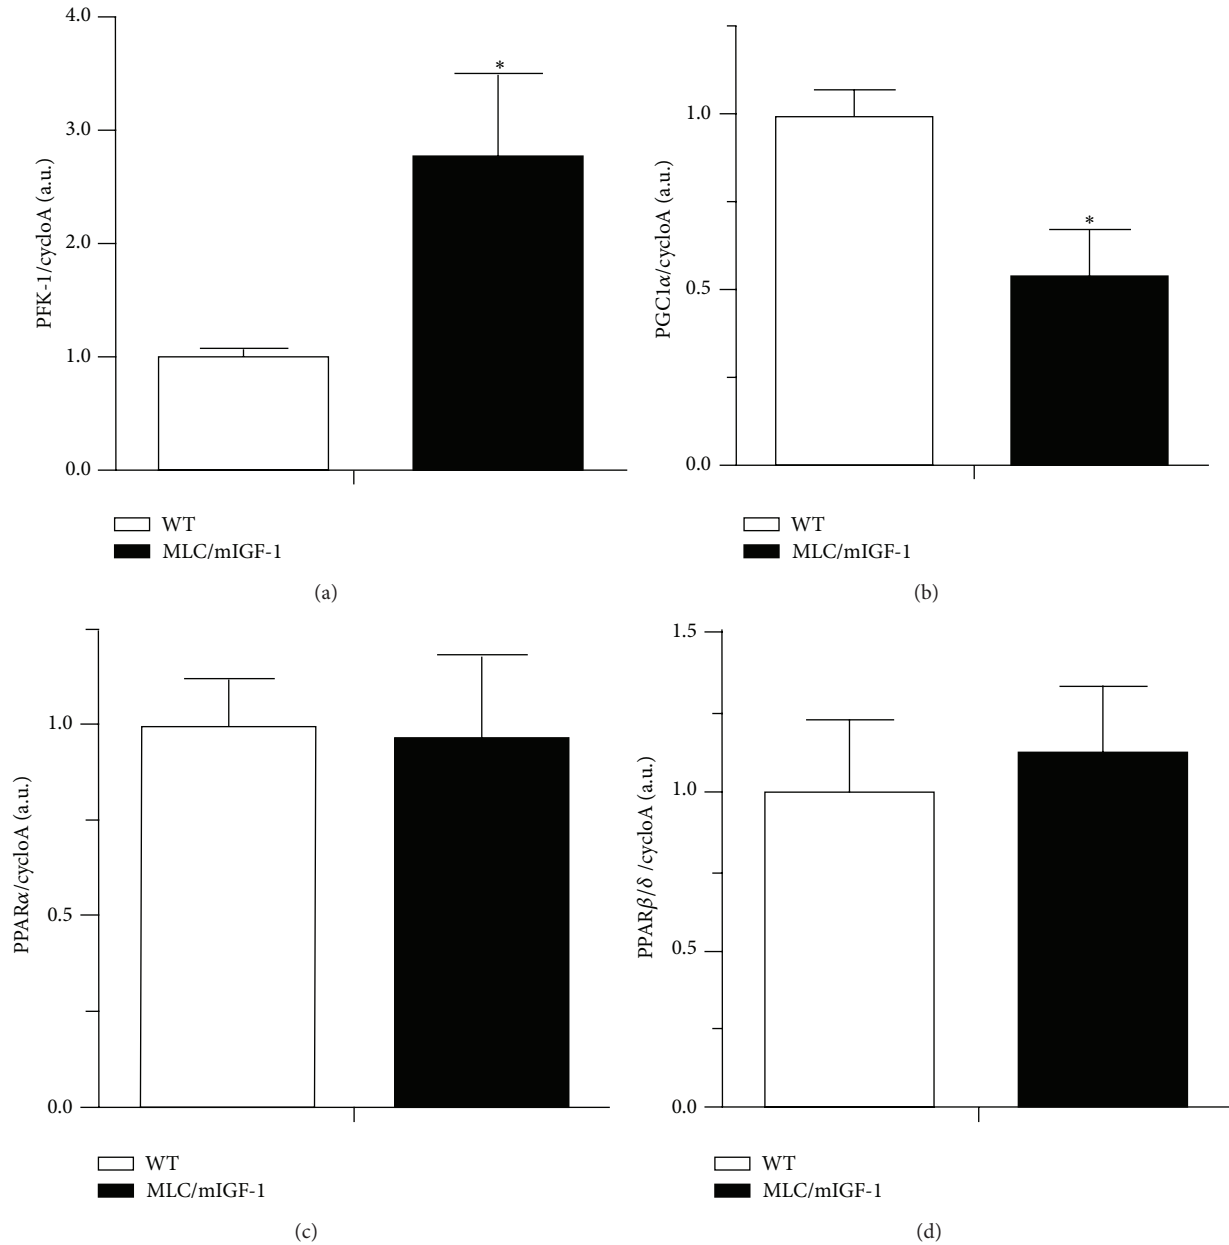 4.0
3.0
2.0
1.0
0.0
PFK-1/cycloA (a.u.)
*
WT
MLC/mIGF-1
(a)
1.0
0.5
0.0
PGC1α/cycloA (a.u.)
*
WT
MLC/mIGF-1
(b)
1.0
0.5
0.0
PPARα/cycloA (a.u.)
WT
MLC/mIGF-1
(c)
1.5
1.0
0.5
0.0
PPARβ/δ /cycloA (a.u.)
WT
MLC/mIGF-1
(d)